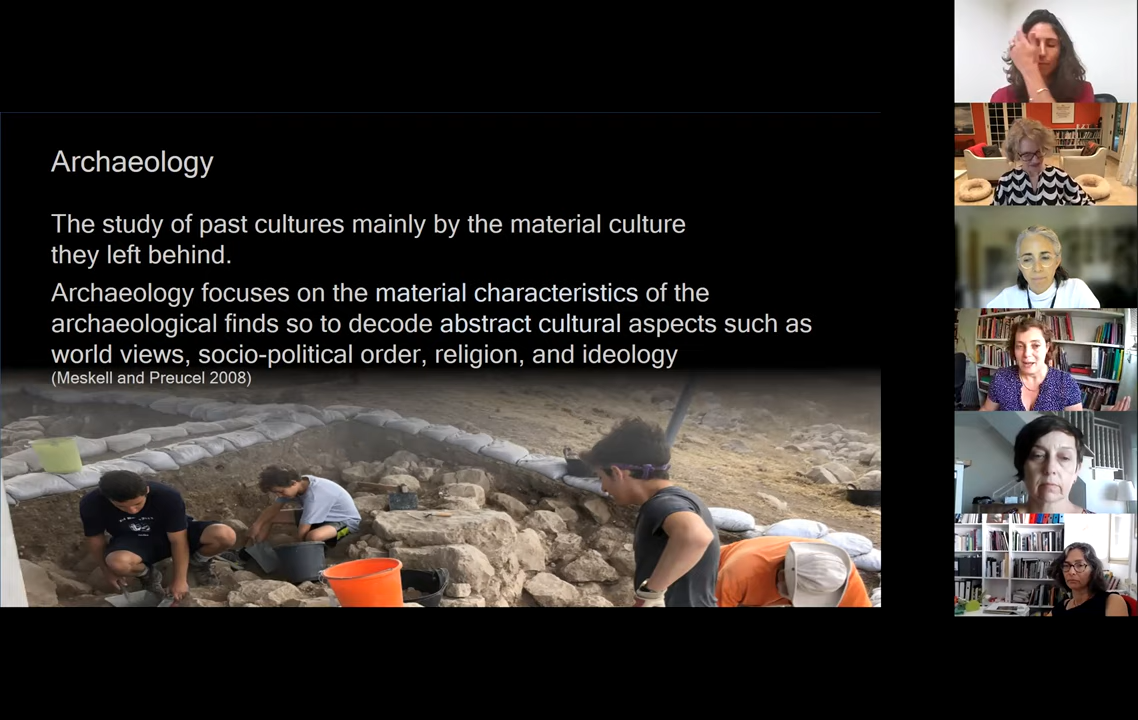 Archaeology
The study of past cultures mainly by the material culture
they left behind.
Archaeology focuses on the material characteristics of the
archaeological finds so to decode abstract cultural aspects such as
world views, socio-political order, religion, and ideology
(Meskell and Preucel 2008)